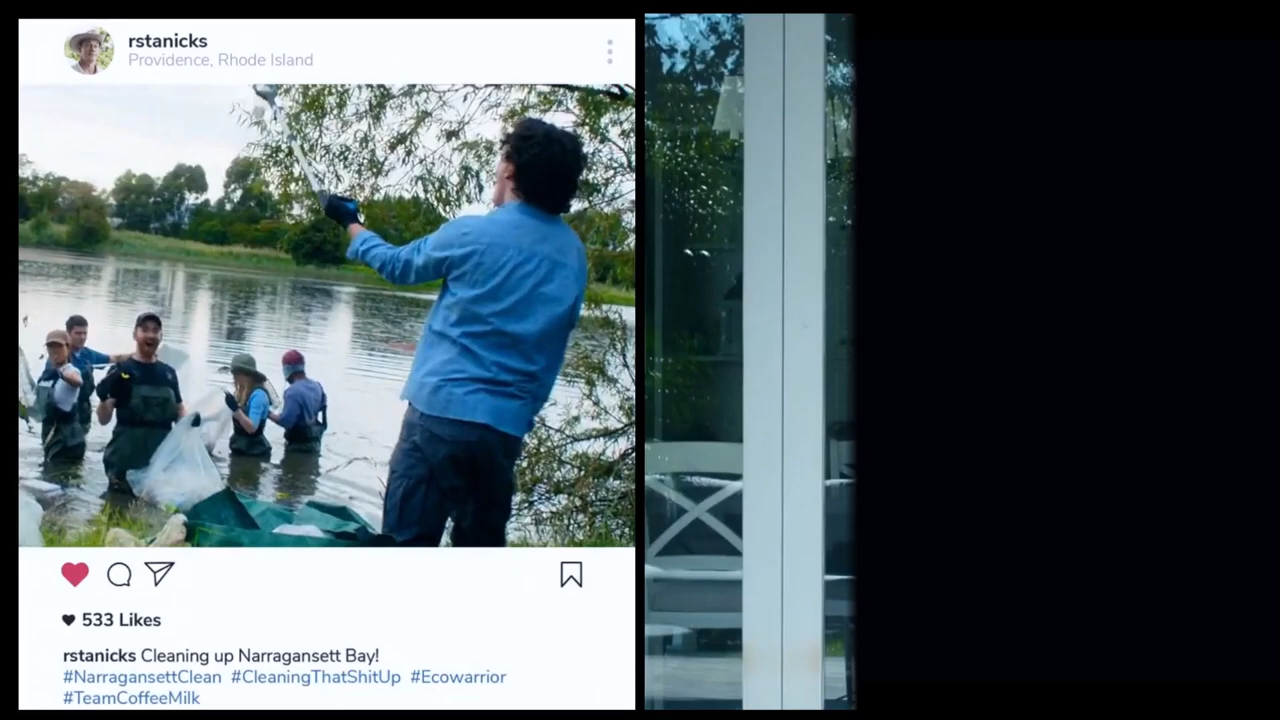 rstanicks
Providence, Rhode Island
533 Likes
rstanicks Cleaning up Narragansett Bay!
#NarragansettClean #CleaningThatShitUp #Ecowarrior
#TeamCoffeeMilk